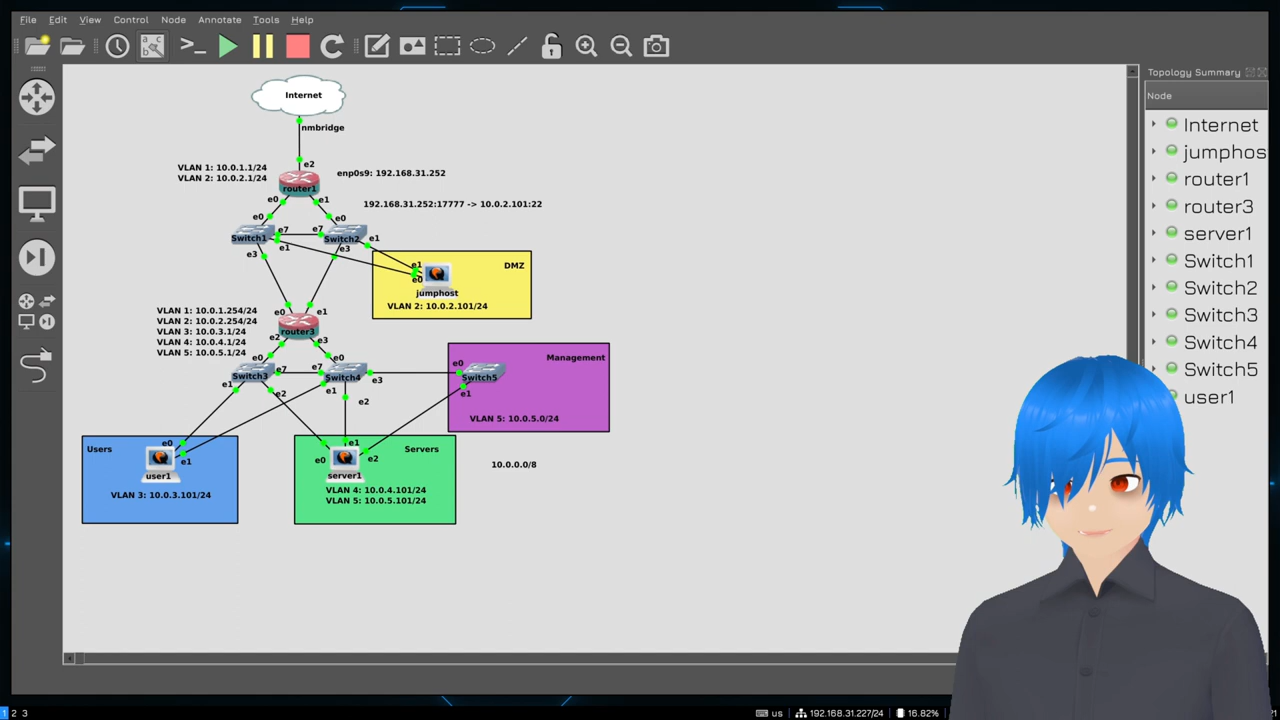 File Edit View Control Node Annotate Tools Help
Topology Summary
Node
Internet
jumphos
router1
router3
server1
Switch1
Switch2
Switch3
Switch4
Switch5
user1
Internet
nmbridge
e2
VLAN 1: 10.0.1.1/24
VLAN 2: 10.0.2.1/24
router1
enp0s9: 192.168.31.252
e0
e1
192.168.31.252:17777 -> 10.0.2.101:22
e0
e0
Switch1
e7
e7
Switch2
e1
e1
e3
e3
e1
e0
DMZ
jumphost
VLAN 2: 10.0.2.101/24
VLAN 1: 10.0.1.254/24
VLAN 2: 10.0.2.254/24
VLAN 3: 10.0.3.1/24
VLAN 4: 10.0.4.1/24
VLAN 5: 10.0.5.1/24
e0
e1
router3
e2
e3
e0
e0
Switch3
e7
e7
Switch4
e3
e1
e2
e1
e2
Management
e0
Switch5
e1
VLAN 5: 10.0.5.0/24
Users
e0
e1
user1
VLAN 3: 10.0.3.101/24
Servers
e1
e0
e2
server1
VLAN 4: 10.0.4.101/24
VLAN 5: 10.0.5.101/24
10.0.0.0/8
1 2 3
us
192.168.31.227/24
16.82%